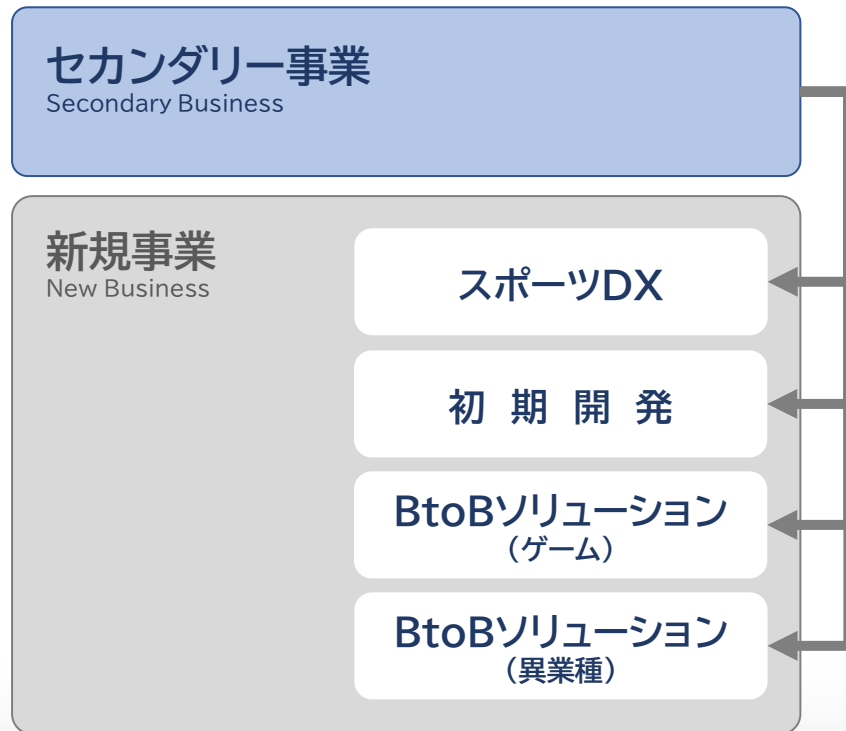 セカンダリー事業
Secondary Business
新規事業
New Business
スポーツDX
初 期 開 発
BtoBソリューション
（ゲーム）
BtoBソリューション
（異業種）